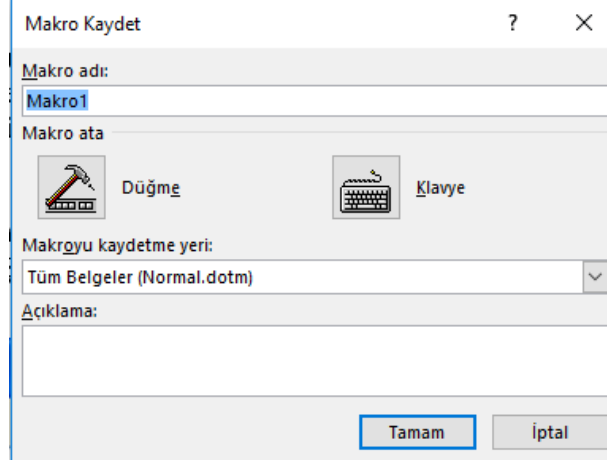 Makro Kaydet ?
Makro adı:
Makro1
Makro ata
Düğme Klavye
Makroyu kaydetme yeri:
Tüm Belgeler (Normal.dotm)
Açıklama:
Tamam İptal